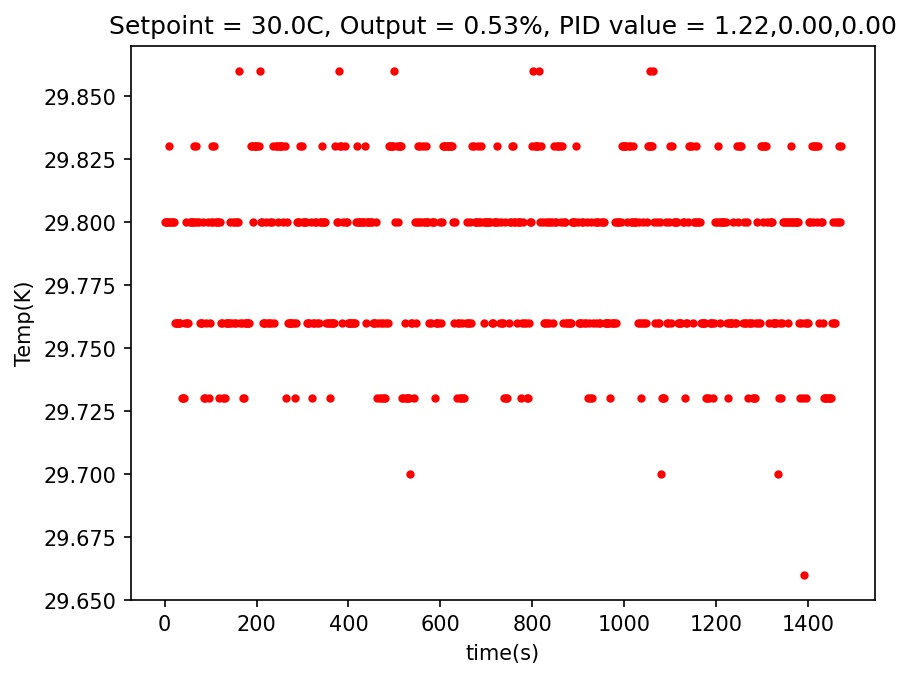 Setpoint = 30.0C, Output = 0.53%, PID value = 1.22,0.00,0.00
29.850
29.825
29.800
29.775
29.750
29.725
29.700
29.675
29.650
Temp(K)
0 200 400 600 800 1000 1200 1400
time(s)